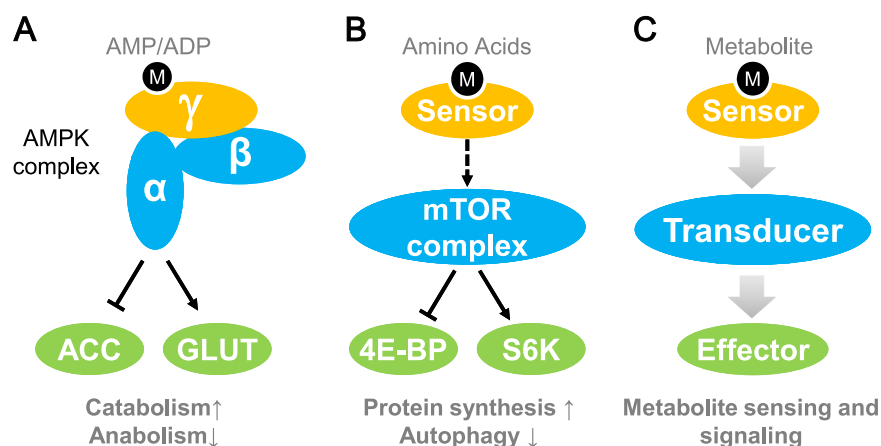 A
AMP/ADP
M
γ
AMPK
complex
β
α
ACC
GLUT
Catabolism↑
Anabolism↓
B
Amino Acids
M
Sensor
mTOR
complex
4E-BP
S6K
Protein synthesis ↑
Autophagy ↓
C
Metabolite
M
Sensor
Transducer
Effector
Metabolite sensing and
signaling